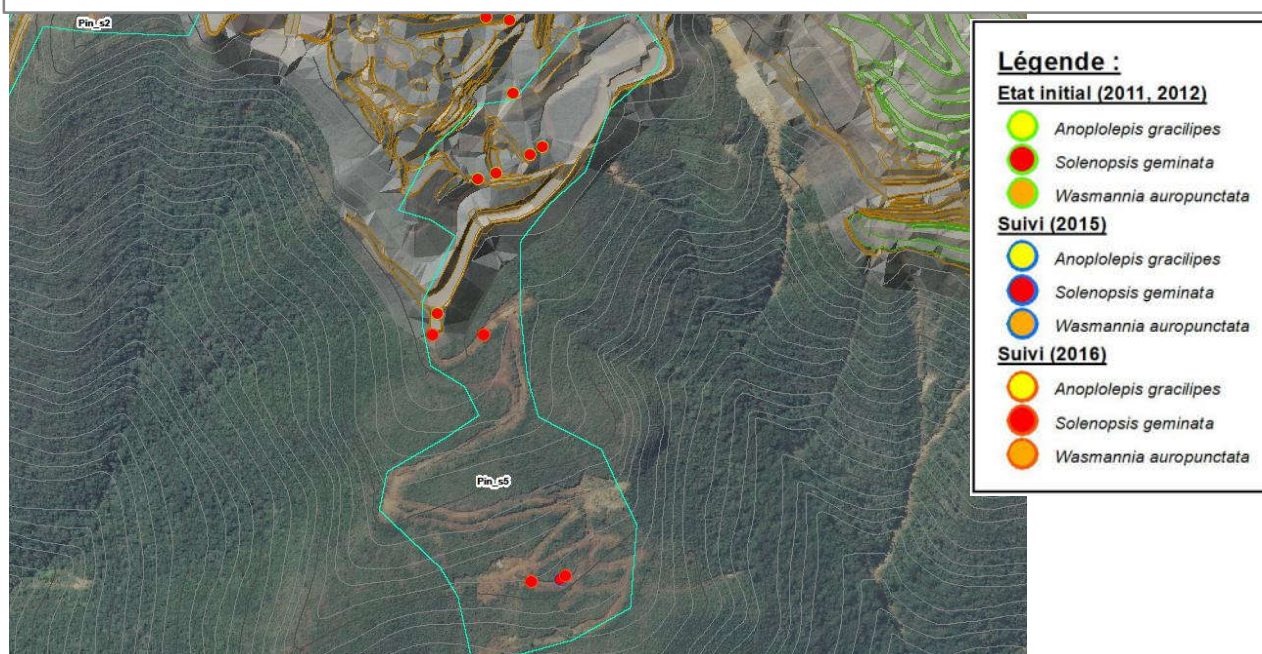 Pin_s2
Légende :
Etat initial (2011, 2012)
Anoplolepis gracilipes
Solenopsis geminata
Wasmannia auropunctata
Suivi (2015)
Anoplolepis gracilipes
Solenopsis geminata
Wasmannia auropunctata
Suivi (2016)
Anoplolepis gracilipes
Solenopsis geminata
Wasmannia auropunctata
Pin_s5